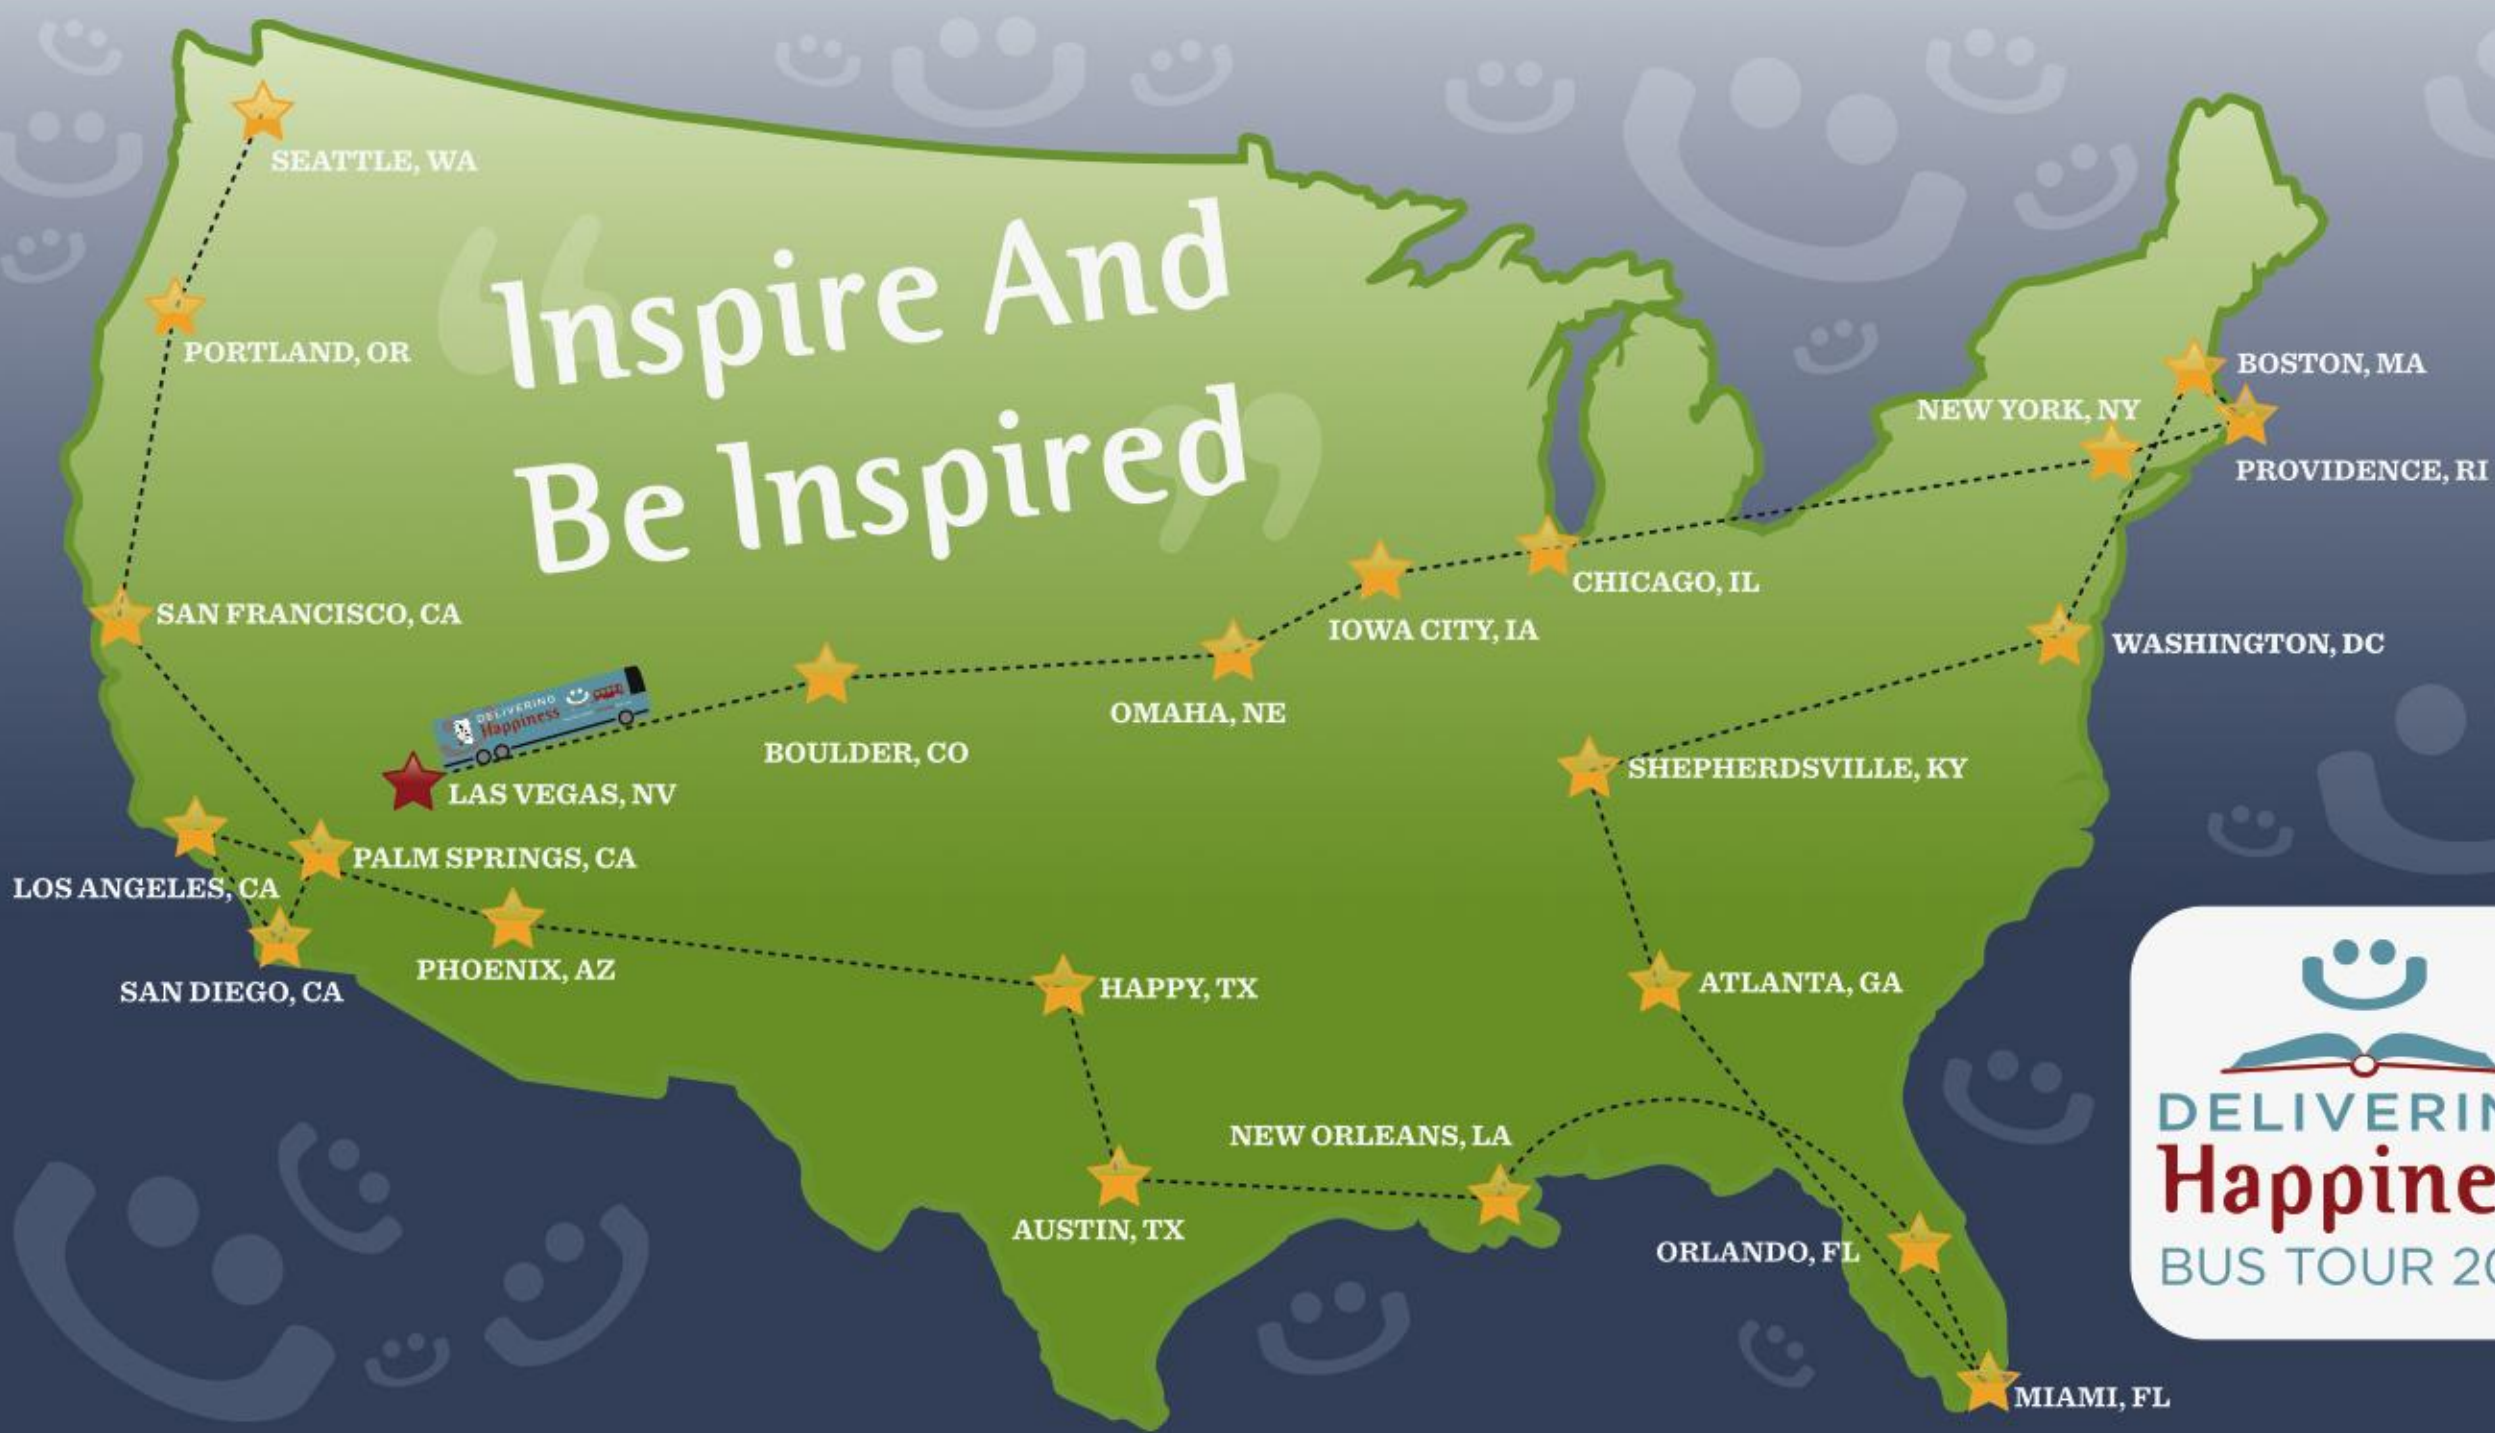 SEATTLE, WA
PORTLAND, OR
Inspire And
Be Inspired
BOSTON, MA
NEW YORK, NY
PROVIDENCE, RI
SAN FRANCISCO, CA
CHICAGO, IL
IOWA CITY, IA
WASHINGTON, DC
OMAHA, NE
DELIVERING
Happiness
BOULDER, CO
SHEPHERDSVILLE, KY
LAS VEGAS, NV
PALM SPRINGS, CA
LOS ANGELES, CA
PHOENIX, AZ
SAN DIEGO, CA
HAPPY, TX
ATLANTA, GA
NEW ORLEANS, LA
AUSTIN, TX
ORLANDO, FL
MIAMI, FL
DELIVERIN
Happine
BUS TOUR 20